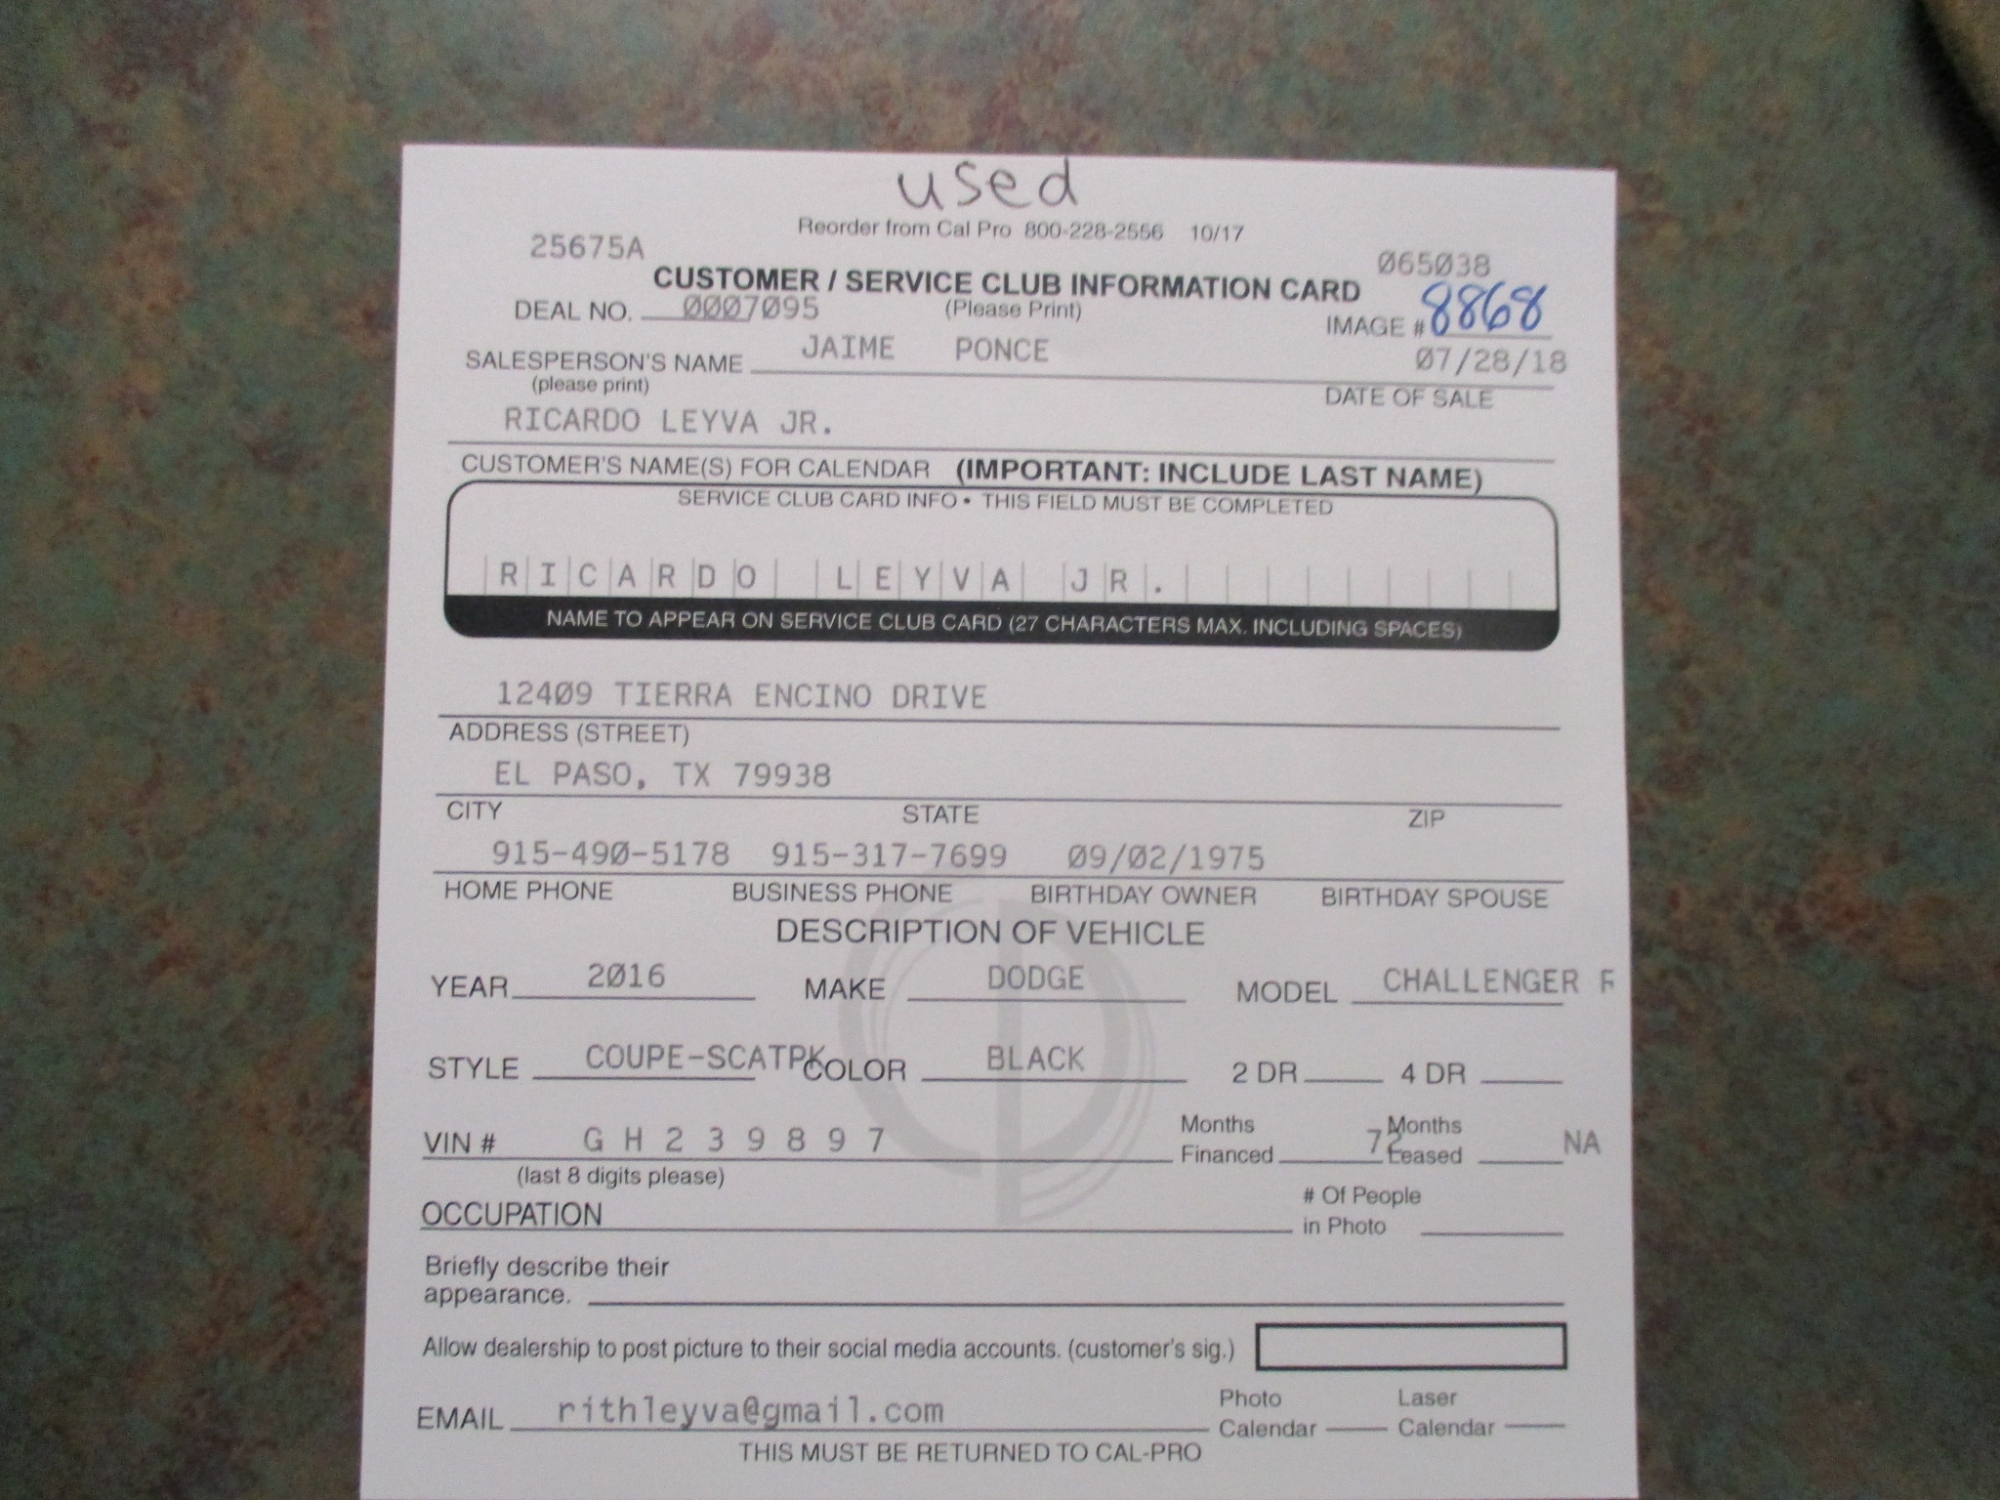 used
Reorder from Cal Pro 800-228-2556 10/17
25675A 065038
CUSTOMER / SERVICE CLUB INFORMATION CARD
DEAL NO. 0007095 (Please Print) IMAGE # 8868
SALESPERSON'S NAME JAIME PONCE 07/28/18
(please print) DATE OF SALE
RICARDO LEYVA JR.
CUSTOMER'S NAME(S) FOR CALENDAR (IMPORTANT: INCLUDE LAST NAME)
SERVICE CLUB CARD INFO • THIS FIELD MUST BE COMPLETED
RICARDO LEYVA JR.
NAME TO APPEAR ON SERVICE CLUB CARD (27 CHARACTERS MAX. INCLUDING SPACES)
12409 TIERRA ENCINO DRIVE
ADDRESS (STREET)
EL PASO, TX 79938
CITY STATE ZIP
915-490-5178 915-317-7699 09/02/1975
HOME PHONE BUSINESS PHONE BIRTHDAY OWNER BIRTHDAY SPOUSE
DESCRIPTION OF VEHICLE
YEAR 2016 MAKE DODGE MODEL CHALLENGER
STYLE COUPE-SCATPK COLOR BLACK 2 DR 4 DR
VIN # G H 2 3 9 8 9 7 Months Financed 72 Months Leased NA
(last 8 digits please)
OCCUPATION # Of People in Photo
Briefly describe their
appearance.
Allow dealership to post picture to their social media accounts. (customer's sig.)
EMAIL rithleyva@gmail.com Photo Calendar Laser Calendar
THIS MUST BE RETURNED TO CAL-PRO